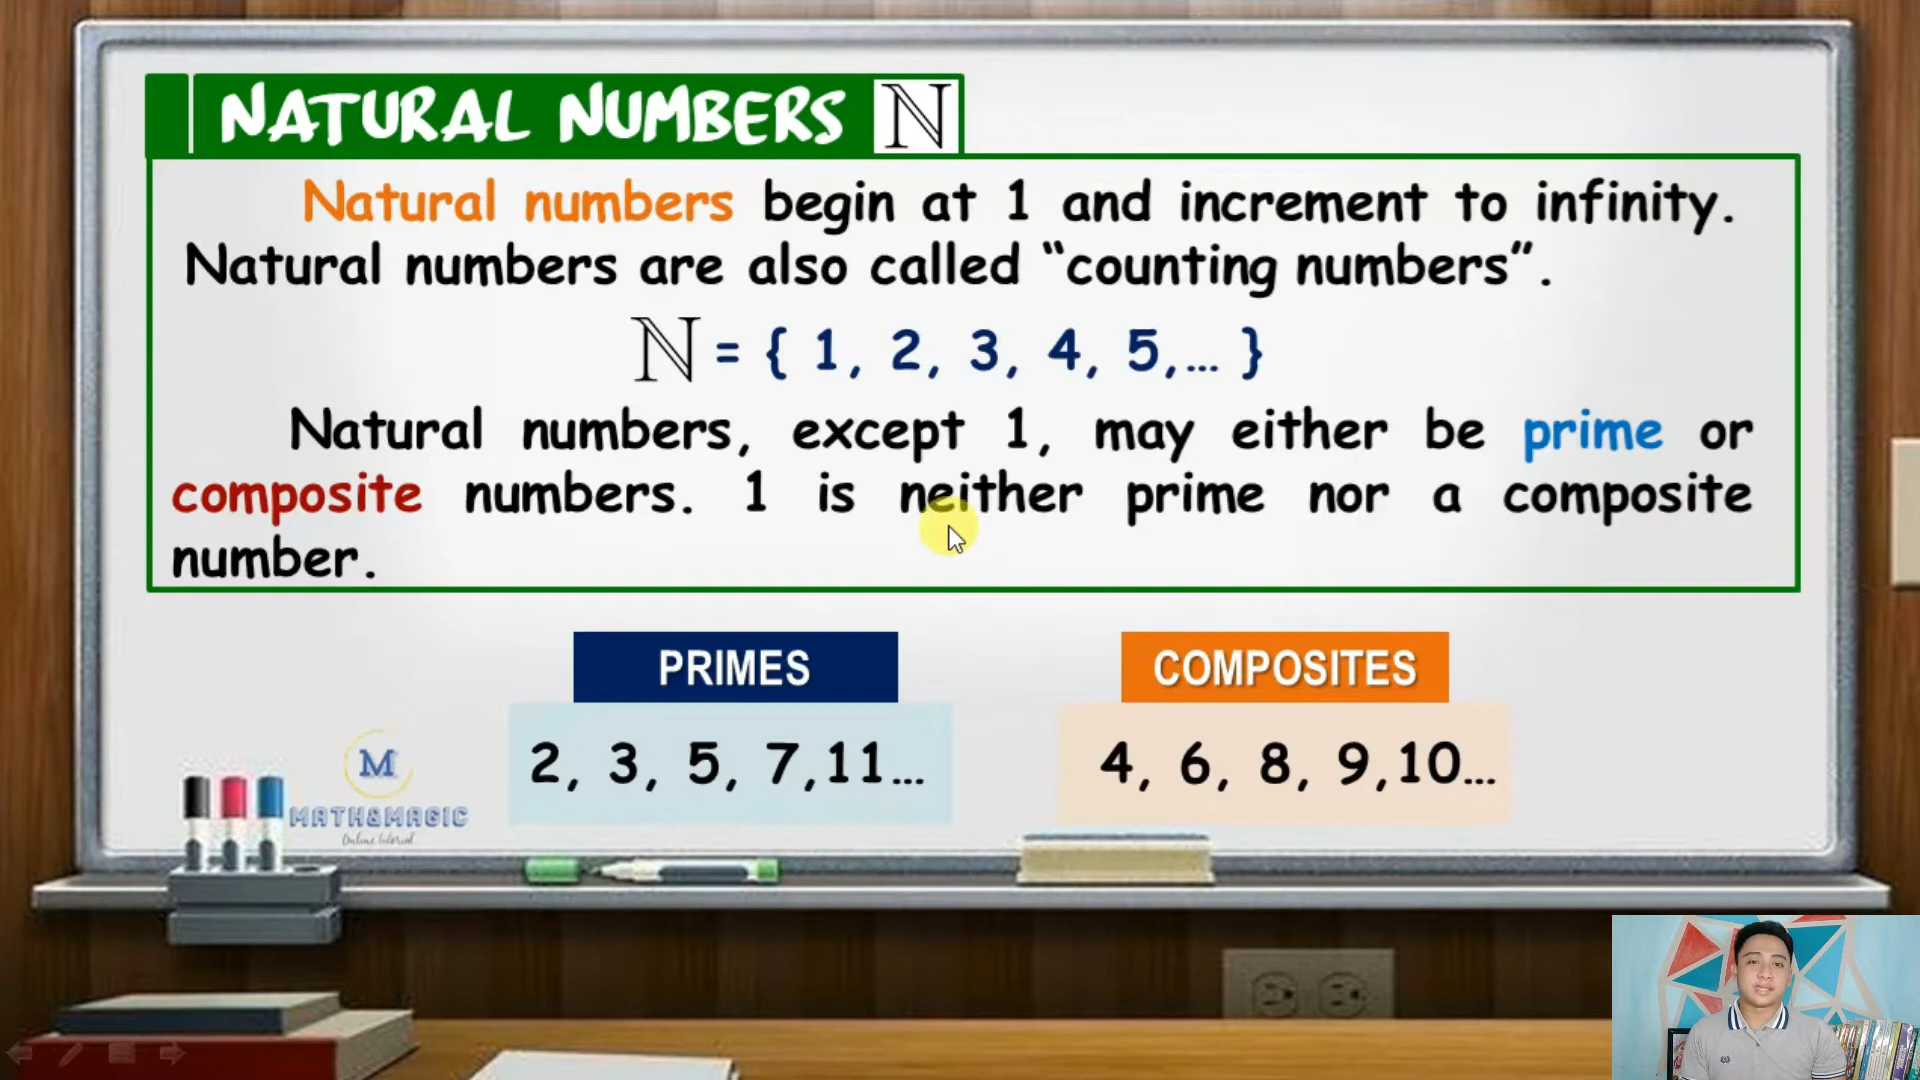 NATURAL NUMBERS ℕ
Natural numbers begin at 1 and increment to infinity.
Natural numbers are also called “counting numbers”.
ℕ = { 1, 2, 3, 4, 5,... }
Natural numbers, except 1, may either be prime or
composite numbers. 1 is neither prime nor a composite
number.
PRIMES
COMPOSITES
2, 3, 5, 7,11...
4, 6, 8, 9,10...
M
MATH&MAGIC
Online Tutorial